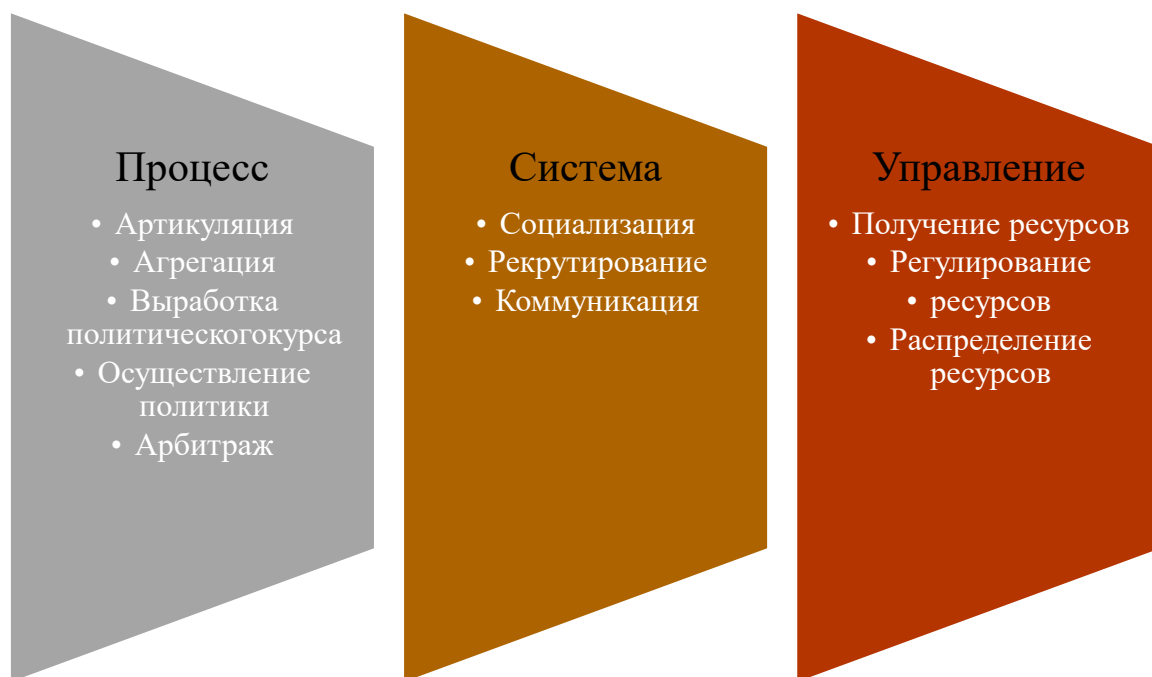 Процесс
• Артикуляция
• Агрегация
• Выработка
политическогокурса
• Осуществление
политики
• Арбитраж
Система
• Социализация
• Рекрутирование
• Коммуникация
Управление
• Получение ресурсов
• Регулирование
• ресурсов
• Распределение
ресурсов